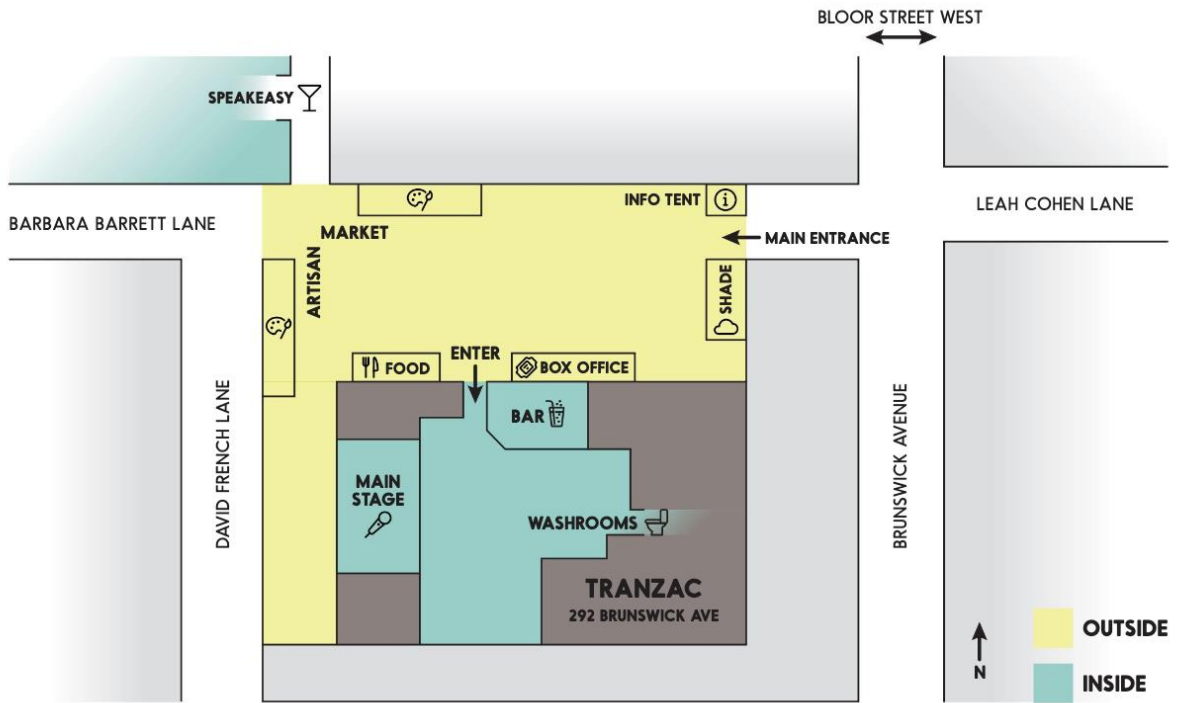 BLOOR STREET WEST
SPEAKEASY
BARBARA BARRETT LANE
INFO TENT
LEAH COHEN LANE
MARKET
MAIN ENTRANCE
ARTISAN
SHADE
ENTER
FOOD
BOX OFFICE
BAR
DAVID FRENCH LANE
MAIN
STAGE
BRUNSWICK AVENUE
WASHROOMS
TRANZAC
292 BRUNSWICK AVE
OUTSIDE
N
INSIDE